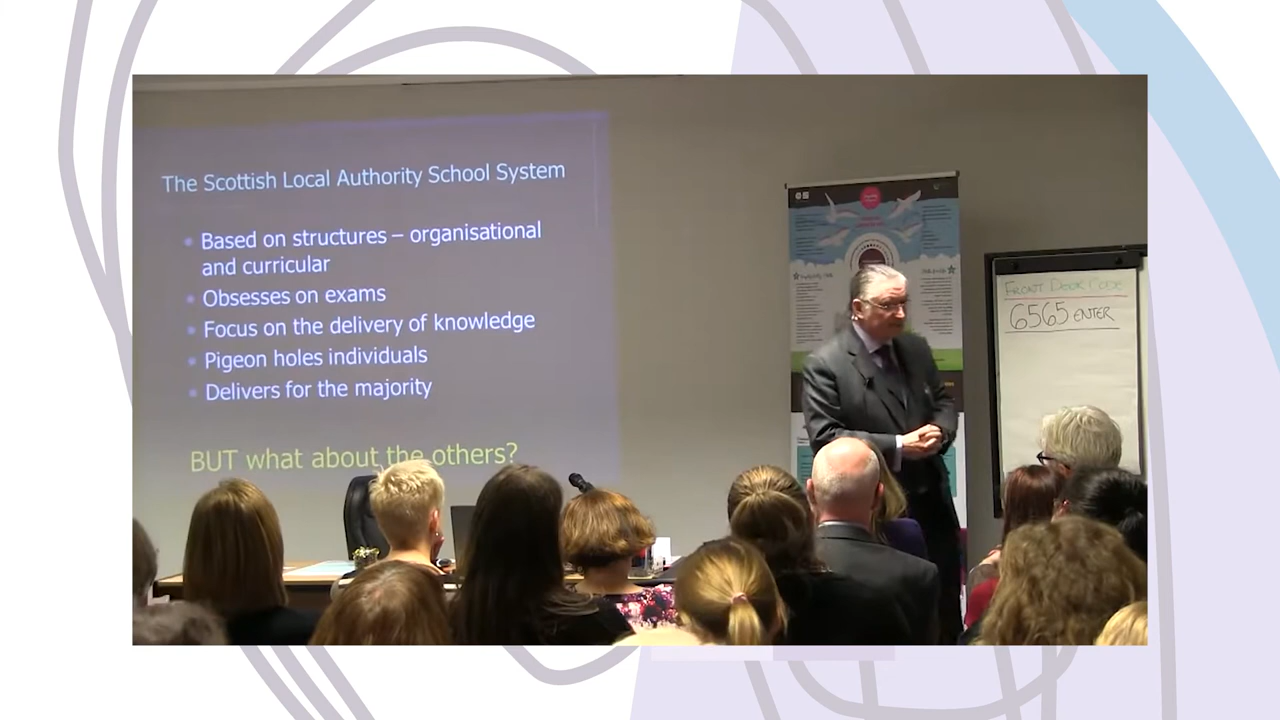 The Scottish Local Authority School System
• Based on structures – organisational
and curricular
• Obsesses on exams
• Focus on the delivery of knowledge
• Pigeon holes individuals
• Delivers for the majority
BUT what about the others?
FRONT DOOR CODE
6565 ENTER